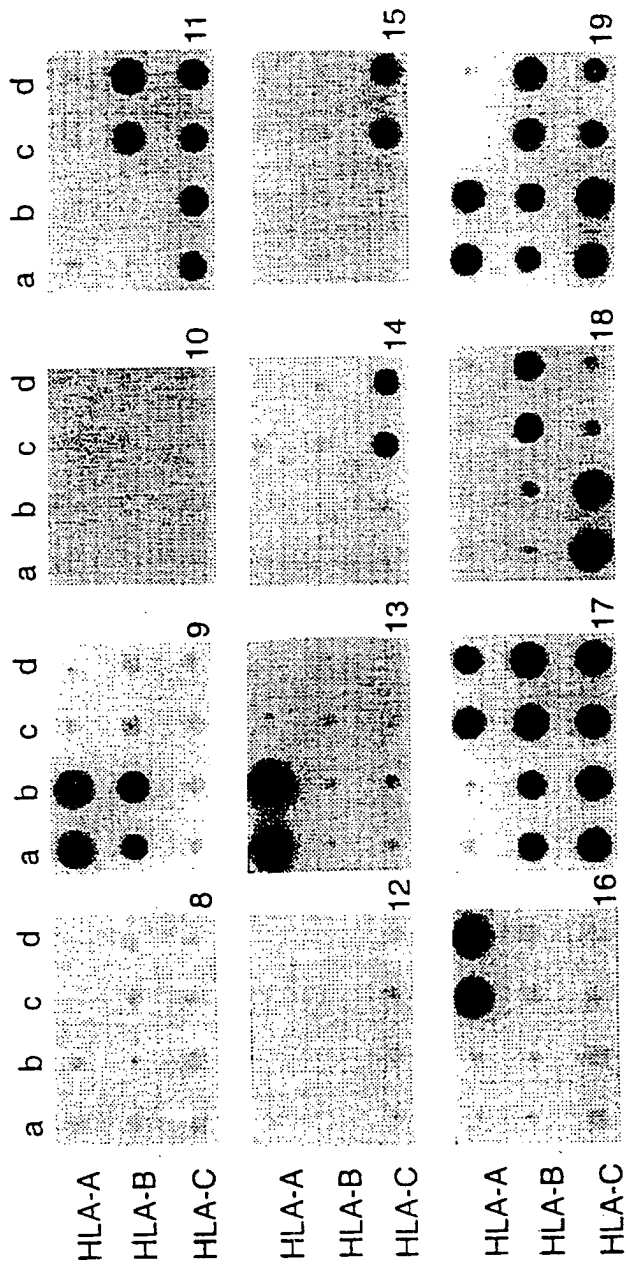 a b c d a b c d a b c d a b c d
HLA-A
HLA-B
HLA-C
8 9 10 11
HLA-A
HLA-B
HLA-C
12 13 14 15
HLA-A
HLA-B
HLA-C
16 17 18 19